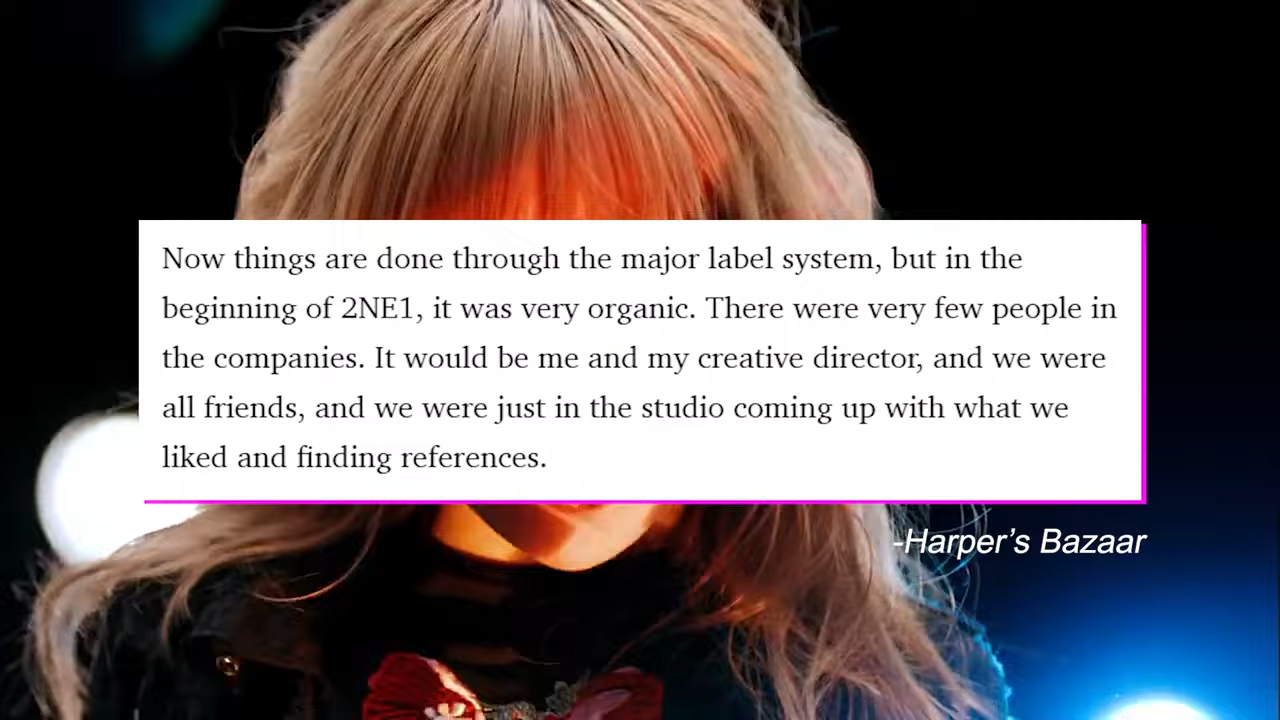 Now things are done through the major label system, but in the
beginning of 2NE1, it was very organic. There were very few people in
the companies. It would be me and my creative director, and we were
all friends, and we were just in the studio coming up with what we
liked and finding references.
-Harper’s Bazaar